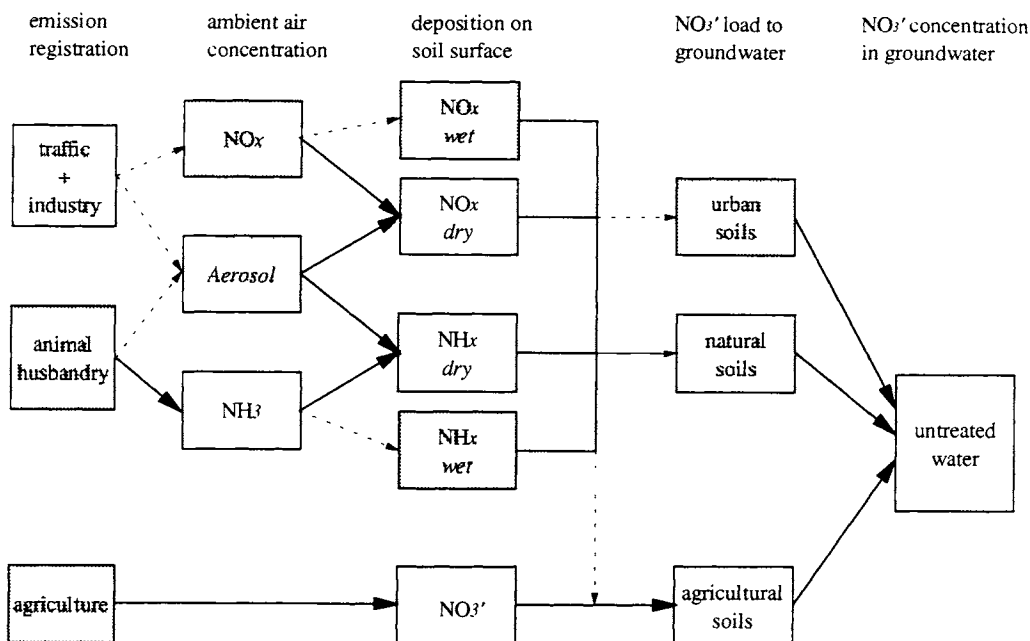 emission
registration
ambient air
concentration
deposition on
soil surface
NO3' load to
groundwater
NO3' concentration
in groundwater
traffic
+
industry
animal
husbandry
agriculture
NOx
Aerosol
NH3
NOx
wet
NOx
dry
NHx
dry
NHx
wet
NO3'
urban
soils
natural
soils
agricultural
soils
untreated
water